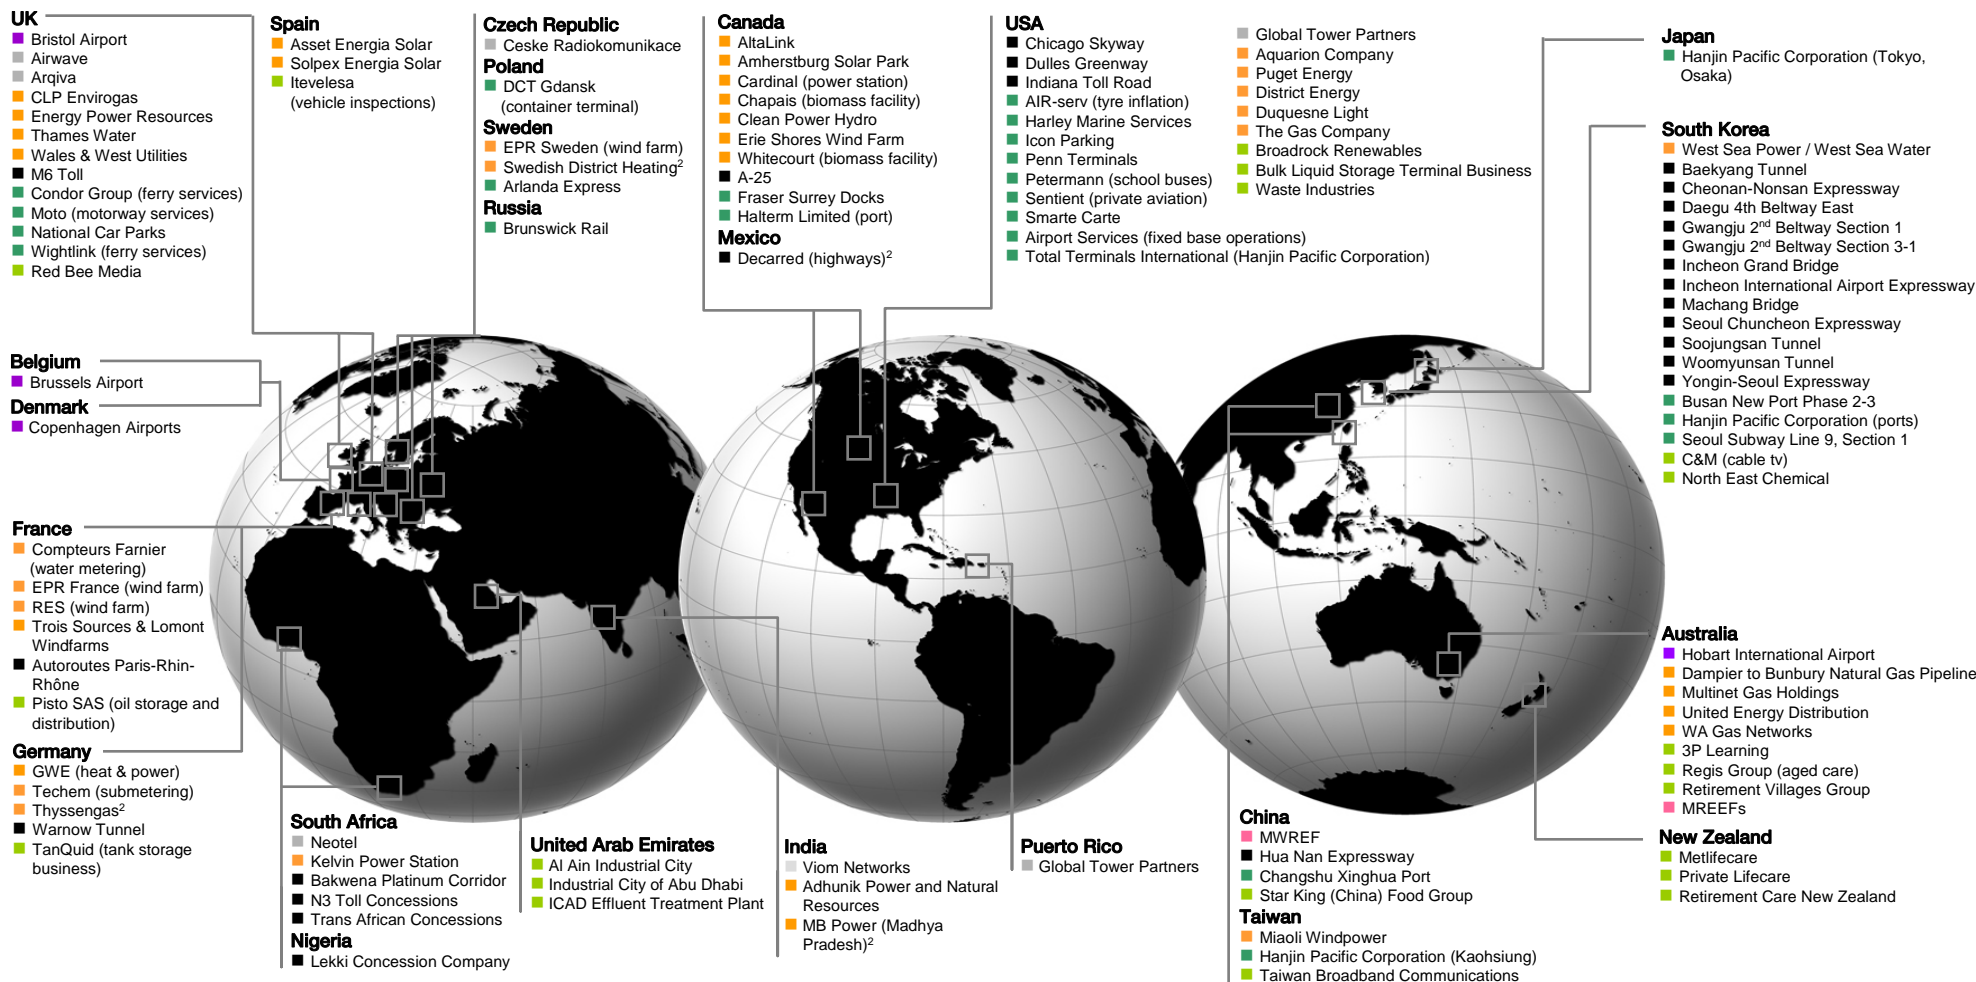 UK
Bristol Airport
Airwave
Arqiva
CLP Envirogas
Energy Power Resources
Thames Water
Wales & West Utilities
M6 Toll
Condor Group (ferry services)
Moto (motorway services)
National Car Parks
Wightlink (ferry services)
Red Bee Media
Spain
Asset Energia Solar
Solpex Energia Solar
Itevelesa
(vehicle inspections)
Czech Republic
Ceske Radiokomunikace
Poland
DCT Gdansk
(container terminal)
Sweden
EPR Sweden (wind farm)
Swedish District Heating²
Arlanda Express
Russia
Brunswick Rail
Canada
AltaLink
Amherstburg Solar Park
Cardinal (power station)
Chapais (biomass facility)
Clean Power Hydro
Erie Shores Wind Farm
Whitecourt (biomass facility)
A-25
Fraser Surrey Docks
Halterm Limited (port)
Mexico
Decarred (highways)²
USA
Chicago Skyway
Dulles Greenway
Indiana Toll Road
AIR-serv (tyre inflation)
Harley Marine Services
Icon Parking
Penn Terminals
Petermann (school buses)
Sentient (private aviation)
Smarte Carte
Airport Services (fixed base operations)
Total Terminals International (Hanjin Pacific Corporation)
Global Tower Partners
Aquarion Company
Puget Energy
District Energy
Duquesne Light
The Gas Company
Broadrock Renewables
Bulk Liquid Storage Terminal Business
Waste Industries
Japan
Hanjin Pacific Corporation (Tokyo,
Osaka)
South Korea
West Sea Power / West Sea Water
Baekyang Tunnel
Cheonan-Nonsan Expressway
Daegu 4th Beltway East
Gwangju 2nd Beltway Section 1
Gwangju 2nd Beltway Section 3-1
Incheon Grand Bridge
Incheon International Airport Expressway
Machang Bridge
Seoul Chuncheon Expressway
Soojungsan Tunnel
Woomyunsan Tunnel
Yongin-Seoul Expressway
Busan New Port Phase 2-3
Hanjin Pacific Corporation (ports)
Seoul Subway Line 9, Section 1
C&M (cable tv)
North East Chemical
Belgium
Brussels Airport
Denmark
Copenhagen Airports
France
Compteurs Farnier
(water metering)
EPR France (wind farm)
RES (wind farm)
Trois Sources & Lomont
Windfarms
Autoroutes Paris-Rhin-
Rhône
Pisto SAS (oil storage and
distribution)
Germany
GWE (heat & power)
Techem (submetering)
Thyssengas²
Warnow Tunnel
TanQuid (tank storage
business)
South Africa
Neotel
Kelvin Power Station
Bakwena Platinum Corridor
N3 Toll Concessions
Trans African Concessions
Nigeria
Lekki Concession Company
United Arab Emirates
Al Ain Industrial City
Industrial City of Abu Dhabi
ICAD Effluent Treatment Plant
India
Viom Networks
Adhunik Power and Natural
Resources
MB Power (Madhya
Pradesh)²
Puerto Rico
Global Tower Partners
China
MWREF
Hua Nan Expressway
Changshu Xinghua Port
Star King (China) Food Group
Taiwan
Miaoli Windpower
Hanjin Pacific Corporation (Kaohsiung)
Taiwan Broadband Communications
Australia
Hobart International Airport
Dampier to Bunbury Natural Gas Pipeline
Multinet Gas Holdings
United Energy Distribution
WA Gas Networks
3P Learning
Regis Group (aged care)
Retirement Villages Group
MREEFs
New Zealand
Metlifecare
Private Lifecare
Retirement Care New Zealand